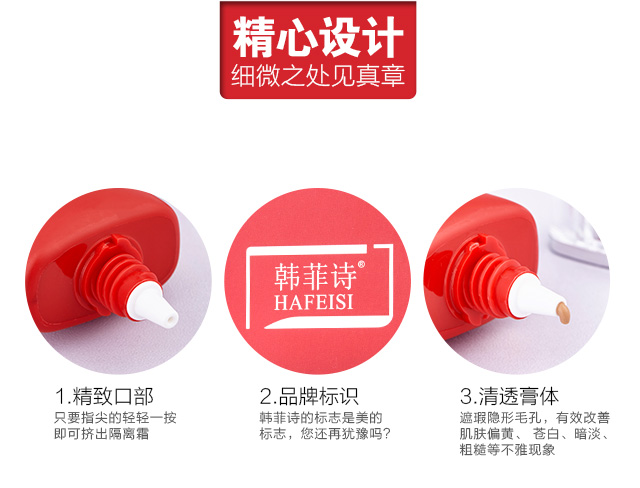 精心设计
细微之处见真章
韩菲诗®
HAFEISI
1.精致口部
只要指尖的轻轻一按
即可挤出隔离霜
2.品牌标识
韩菲诗的标志是美的
标志，您还再犹豫吗?
3.清透膏体
遮瑕隐形毛孔，有效改善
肌肤偏黄、苍白、暗淡、
粗糙等不雅现象